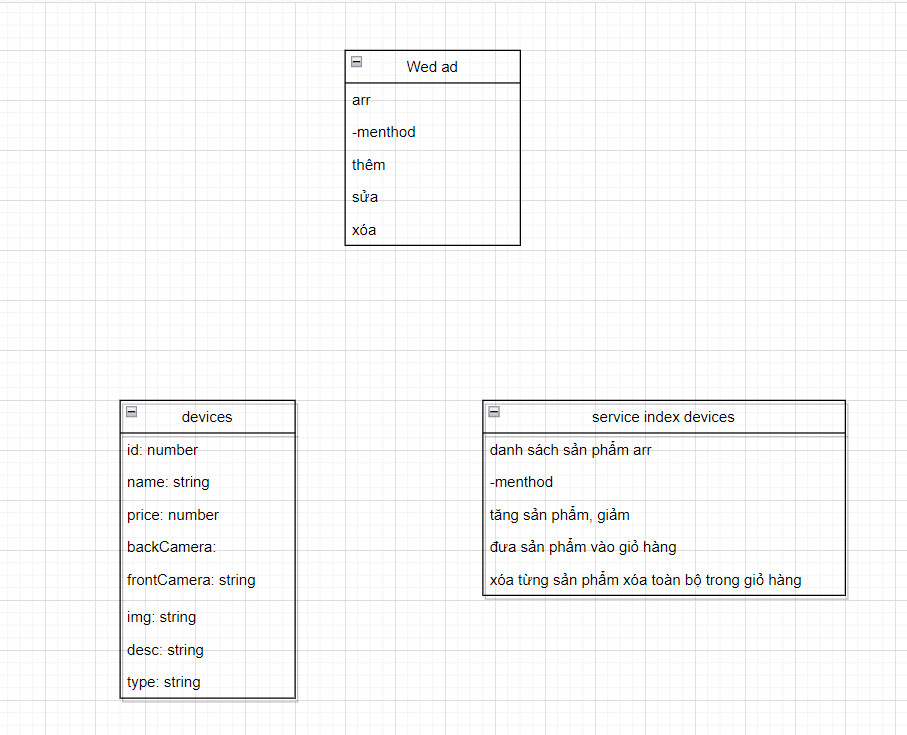 Wed ad
arr
-menthod
thêm
sửa
xóa
devices
id: number
name: string
price: number
backCamera:
frontCamera: string
img: string
desc: string
type: string
service index devices
danh sách sản phẩm arr
-menthod
tăng sản phẩm, giảm
đưa sản phẩm vào giỏ hàng
xóa từng sản phẩm xóa toàn bộ trong giỏ hàng